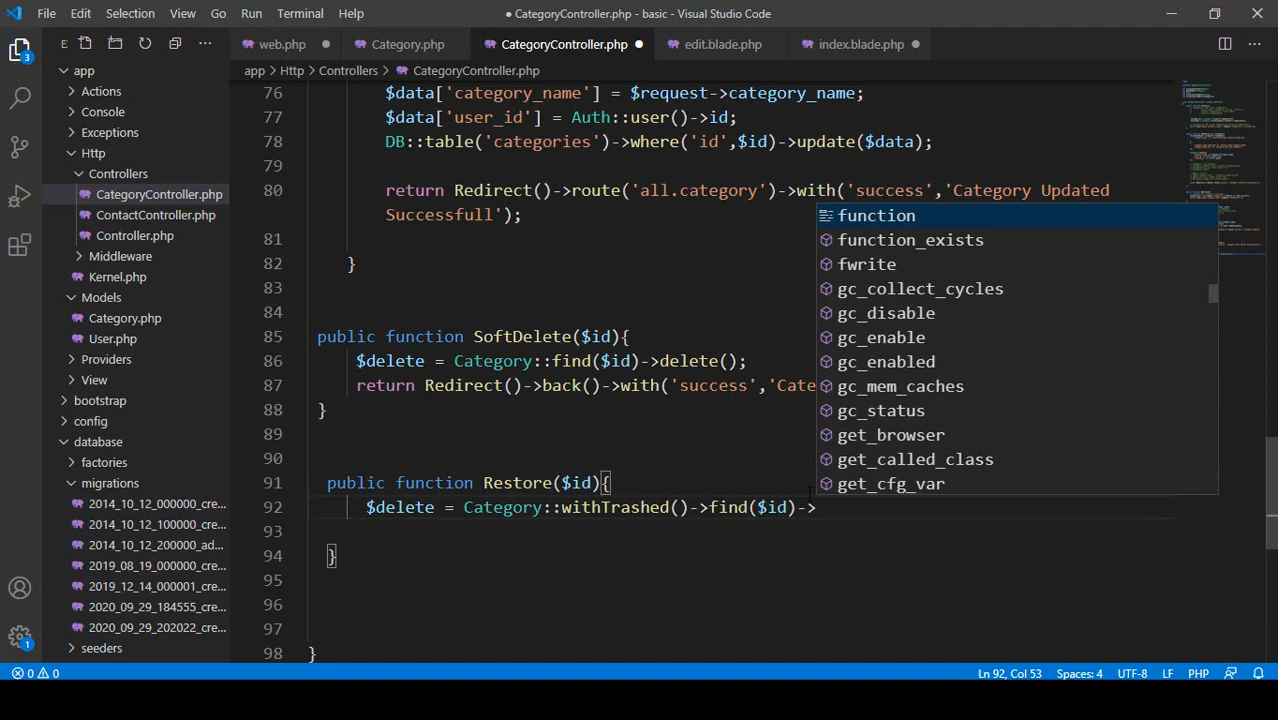 File Edit Selection View Go Run Terminal Help
● CategoryController.php - basic - Visual Studio Code
E
web.php Category.php CategoryController.php edit.blade.php index.blade.php
app > Http > Controllers > CategoryController.php
app
Actions
Console
Exceptions
Http
Controllers
CategoryController.php
ContactController.php
Controller.php
Middleware
Kernel.php
Models
Category.php
User.php
Providers
View
bootstrap
config
database
factories
migrations
2014_10_12_000000_cre...
2014_10_12_100000_cre...
2014_10_12_200000_ad...
2019_08_19_000000_cre...
2019_12_14_000001_cre...
2020_09_29_184555_cre...
2020_09_29_202022_cre...
seeders
3
1
76 $data['category_name'] = $request->category_name;
77 $data['user_id'] = Auth::user()->id;
78 DB::table('categories')->where('id',$id)->update($data);
79
80 return Redirect()->route('all.category')->with('success','Category Updated
Successfull');
81
82 }
83
84
85 public function SoftDelete($id){
86 $delete = Category::find($id)->delete();
87 return Redirect()->back()->with('success','Cate
88 }
89
90
91 public function Restore($id){
92 $delete = Category::withTrashed()->find($id)->
93
94 }
95
96
97
98 }
function
function_exists
fwrite
gc_collect_cycles
gc_disable
gc_enable
gc_enabled
gc_mem_caches
gc_status
get_browser
get_called_class
get_cfg_var
0 0 Ln 92, Col 53 Spaces: 4 UTF-8 LF PHP